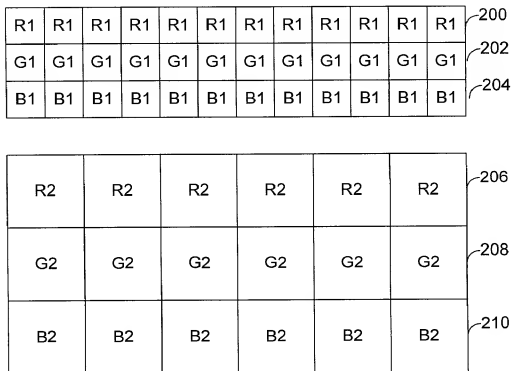 R1 R1 R1 R1 R1 R1 R1 R1 R1 R1 R1 R1 200
G1 G1 G1 G1 G1 G1 G1 G1 G1 G1 G1 G1 202
B1 B1 B1 B1 B1 B1 B1 B1 B1 B1 B1 B1 204
R2 R2 R2 R2 R2 R2 206
G2 G2 G2 G2 G2 G2 208
B2 B2 B2 B2 B2 B2 210